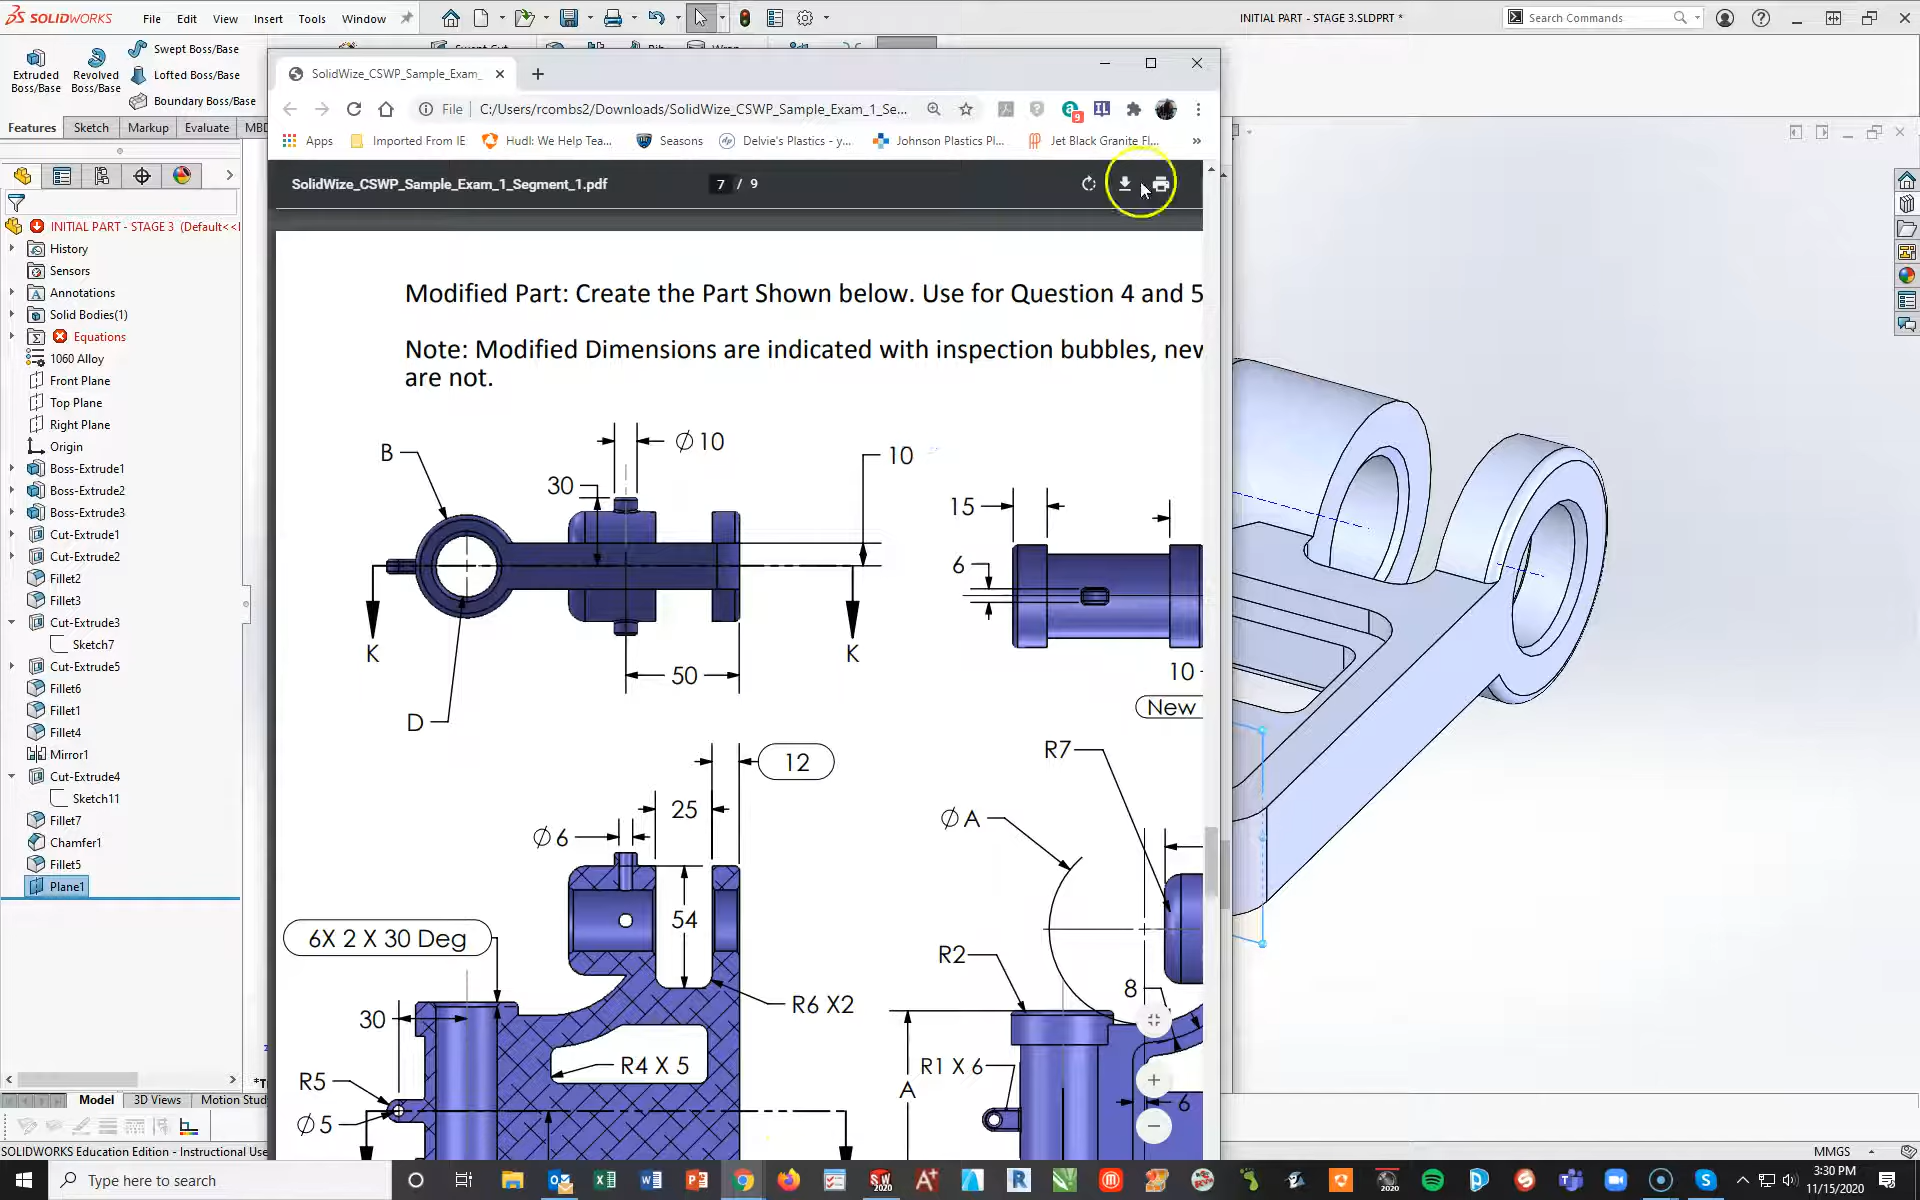 SOLIDWORKS File Edit View Insert Tools Window INITIAL PART - STAGE 3.SLDPRT * Search Commands
Swept Boss/Base
Extruded Boss/Base Revolved Boss/Base Lofted Boss/Base
Boundary Boss/Base
Features Sketch Markup Evaluate MBD
SolidWize_CSWP_Sample_Exam_
File C:/Users/rcombs2/Downloads/SolidWize_CSWP_Sample_Exam_1_Se...
9
Apps Imported From IE Hudl: We Help Tea... Seasons Delvie's Plastics - y... Johnson Plastics Pl... Jet Black Granite Fl... »
SolidWize_CSWP_Sample_Exam_1_Segment_1.pdf 7 / 9
INITIAL PART - STAGE 3 (Default<<
History
Sensors
Annotations
Solid Bodies(1)
Equations
1060 Alloy
Front Plane
Top Plane
Right Plane
Origin
Boss-Extrude1
Boss-Extrude2
Boss-Extrude3
Cut-Extrude1
Cut-Extrude2
Fillet2
Fillet3
Cut-Extrude3
Sketch7
Cut-Extrude5
Fillet6
Fillet1
Fillet4
Mirror1
Cut-Extrude4
Sketch11
Fillet7
Chamfer1
Fillet5
Plane1
Modified Part: Create the Part Shown below. Use for Question 4 and 5
Note: Modified Dimensions are indicated with inspection bubbles, new
are not.
B
∅ 10
10
30
15
6
K K
50
10
D
New
12
R7
25
∅ A
∅ 6
54
6X 2 X 30 Deg
R2
8
R6 X2
30
R4 X 5
R1 X 6
R5
A
∅ 5
6
Model 3D Views Motion Stud
SOLIDWORKS Education Edition - Instructional Use
MMGS
Type here to search
2020
2020
3:30 PM
11/15/2020